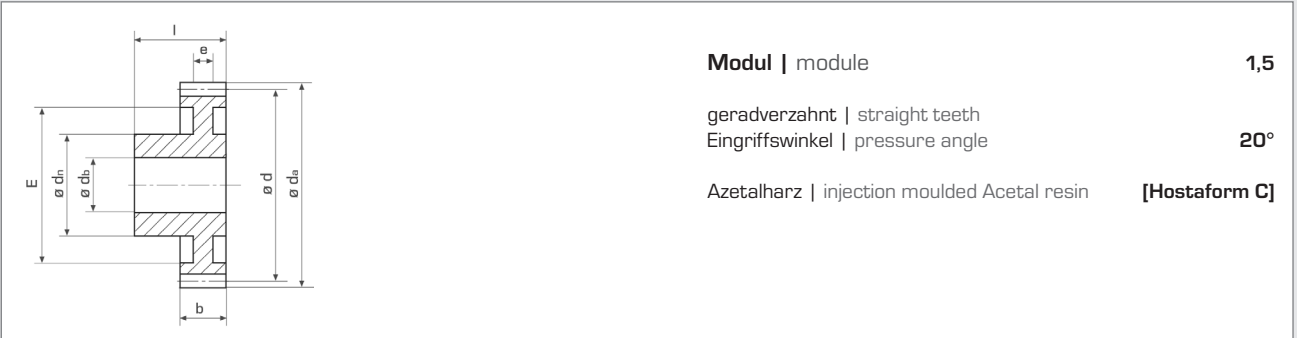 l
e
E
ø dn
ø db
ø d
ø da
b
Modul | module 1,5
geradverzahnt | straight teeth
Eingriffswinkel | pressure angle 20°
Azetalharz | injection moulded Acetal resin [Hostaform C]